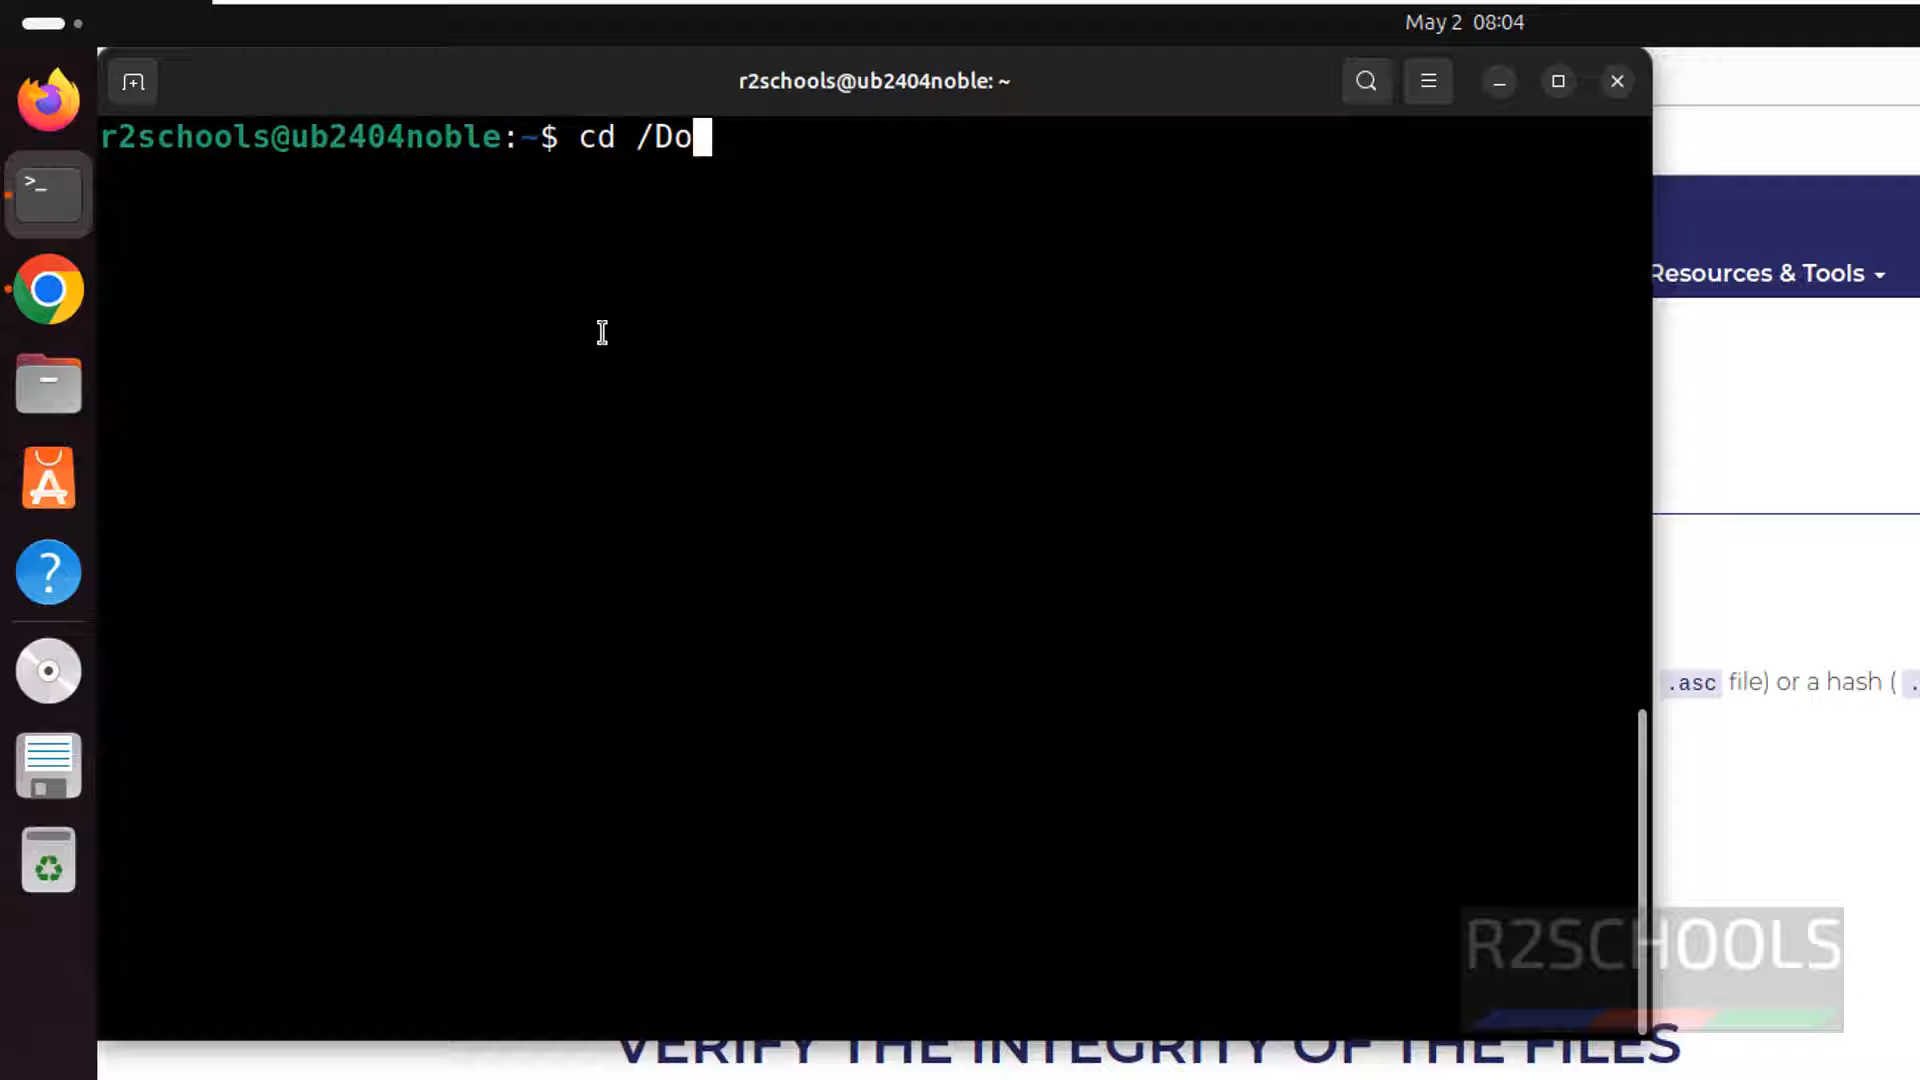 May 2 08:04
r2schools@ub2404noble: ~
r2schools@ub2404noble:~$ cd /Do
Resources & Tools
.asc file) or a hash ( .
R2SCHOOLS
VERIFY THE INTEGRITY OF THE FILES